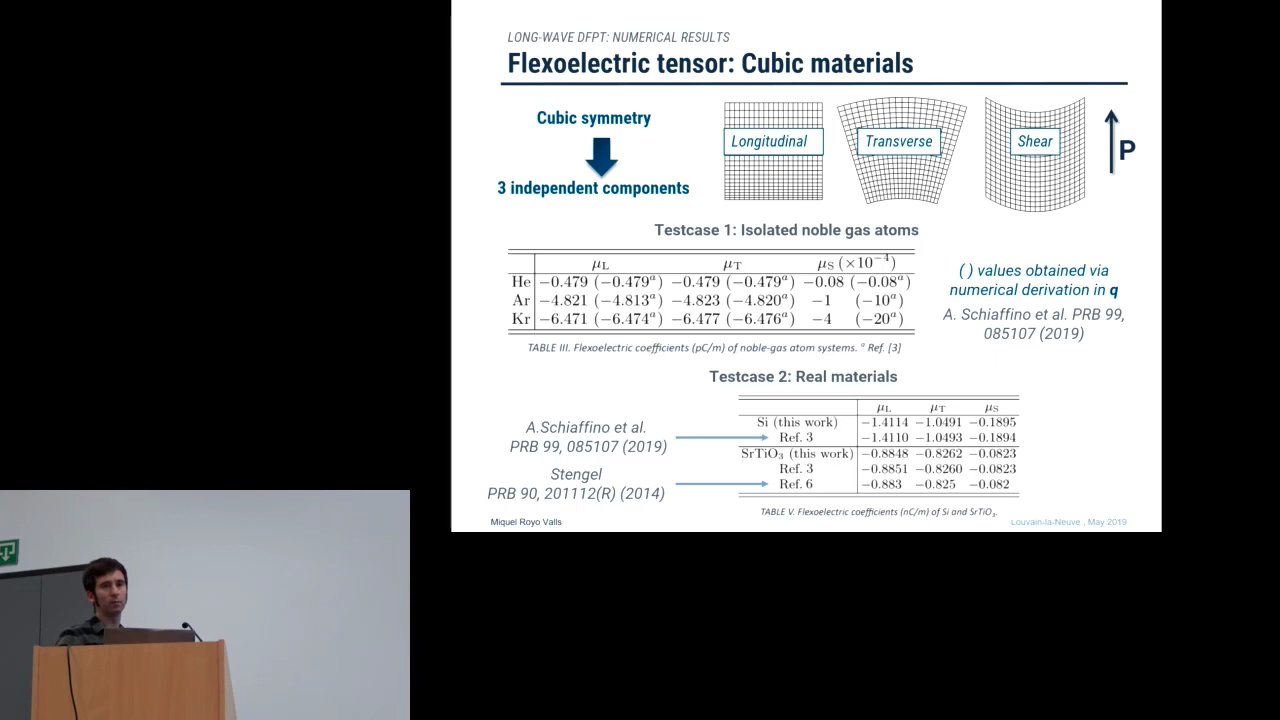 LONG-WAVE DFPT: NUMERICAL RESULTS
Flexoelectric tensor: Cubic materials
Cubic symmetry
3 independent components
Longitudinal
Transverse
Shear
P
Testcase 1: Isolated noble gas atoms
μL μT μS (×10⁻⁴)
He −0.479 (−0.479ᵃ) −0.479 (−0.479ᵃ) −0.08 (−0.08ᵃ)
Ar −4.821 (−4.813ᵃ) −4.823 (−4.820ᵃ) −1 (−10ᵃ)
Kr −6.471 (−6.474ᵃ) −6.477 (−6.476ᵃ) −4 (−20ᵃ)
TABLE III. Flexoelectric coefficients (pC/m) of noble-gas atom systems. ᵃ Ref. [3]
( ) values obtained via
numerical derivation in q
A. Schiaffino et al. PRB 99,
085107 (2019)
Testcase 2: Real materials
A.Schiaffino et al.
PRB 99, 085107 (2019)
Stengel
PRB 90, 201112(R) (2014)
μL μT μS
Si (this work) −1.4114 −1.0491 −0.1895
Ref. 3 −1.4110 −1.0493 −0.1894
SrTiO₃ (this work) −0.8848 −0.8262 −0.0823
Ref. 3 −0.8851 −0.8260 −0.0823
Ref. 6 −0.883 −0.825 −0.082
TABLE V. Flexoelectric coefficients (nC/m) of Si and SrTiO₃.
Miquel Royo Valls
Louvain-la-Neuve , May 2019